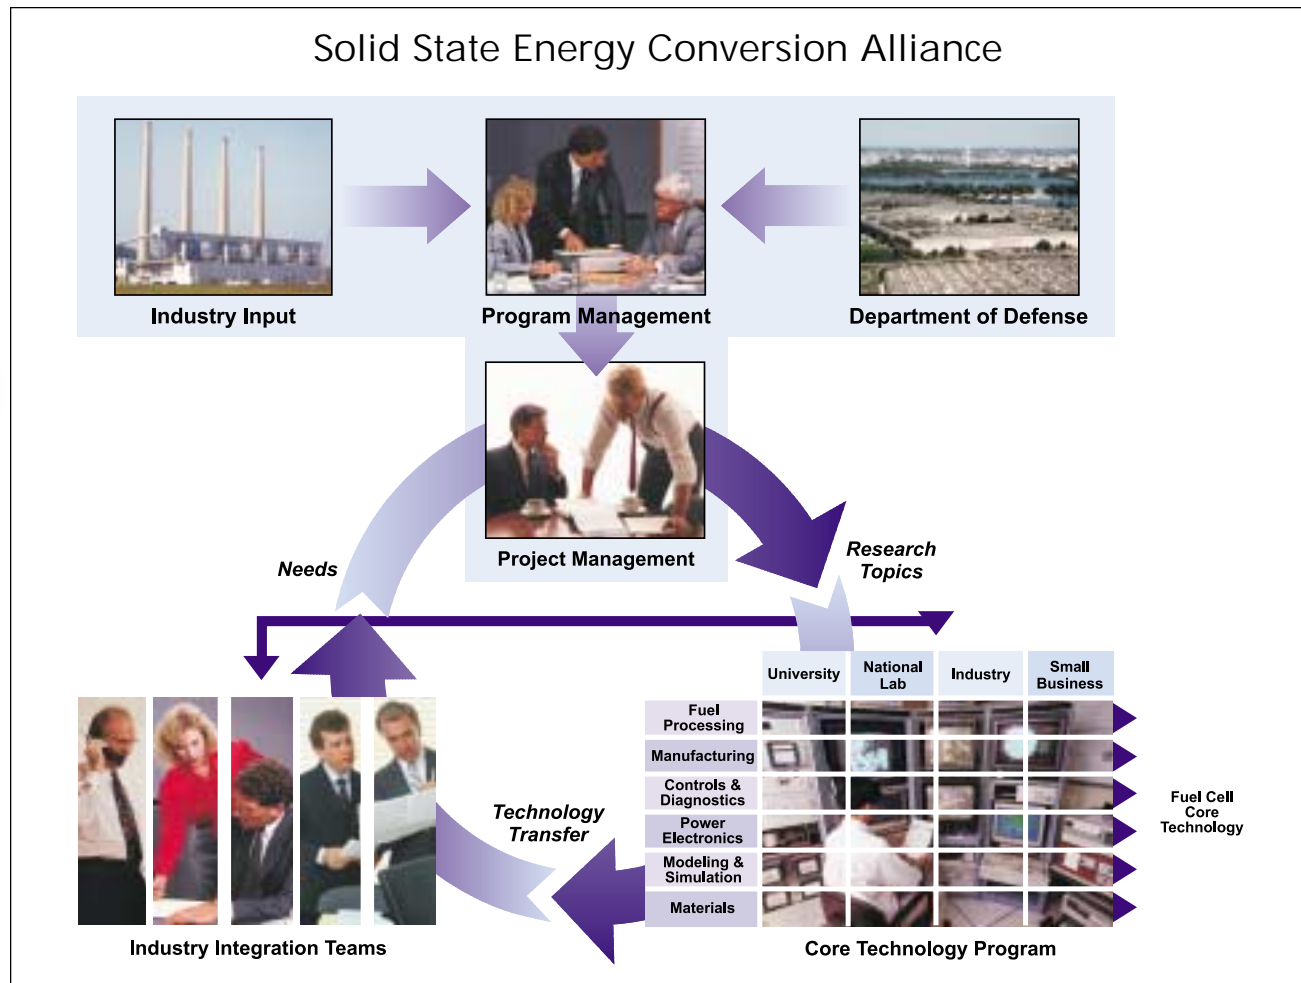 Solid State Energy Conversion Alliance
Industry Input
Program Management
Department of Defense
Project Management
Needs
Research
Topics
University
National
Lab
Industry
Small
Business
Fuel
Processing
Manufacturing
Controls &
Diagnostics
Power
Electronics
Modeling &
Simulation
Materials
Fuel Cell
Core
Technology
Technology
Transfer
Industry Integration Teams
Core Technology Program